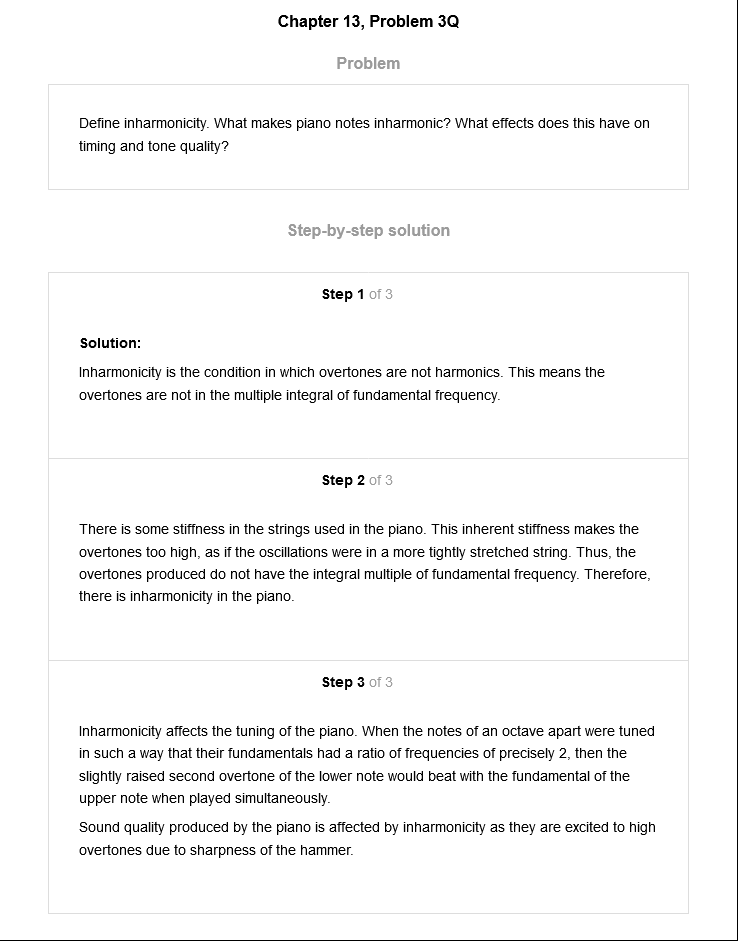 Chapter 13, Problem 3Q
Problem
Define inharmonicity. What makes piano notes inharmonic? What effects does this have on
timing and tone quality?
Step-by-step solution
Step 1 of 3
Solution:
Inharmonicity is the condition in which overtones are not harmonics. This means the
overtones are not in the multiple integral of fundamental frequency.
Step 2 of 3
There is some stiffness in the strings used in the piano. This inherent stiffness makes the
overtones too high, as if the oscillations were in a more tightly stretched string. Thus, the
overtones produced do not have the integral multiple of fundamental frequency. Therefore,
there is inharmonicity in the piano.
Step 3 of 3
Inharmonicity affects the tuning of the piano. When the notes of an octave apart were tuned
in such a way that their fundamentals had a ratio of frequencies of precisely 2, then the
slightly raised second overtone of the lower note would beat with the fundamental of the
upper note when played simultaneously.
Sound quality produced by the piano is affected by inharmonicity as they are excited to high
overtones due to sharpness of the hammer.